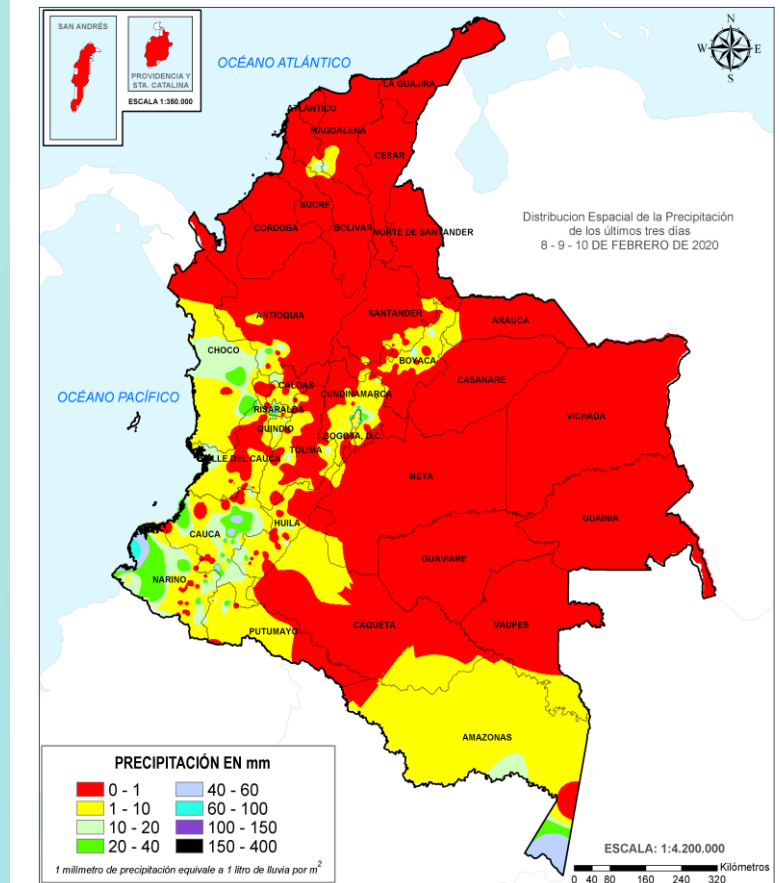 SAN ANDRÉS
PROVIDENCIA Y
STA. CATALINA
ESCALA 1:350.000
OCÉANO ATLÁNTICO
N
W
E
S
LA GUAJIRA
ATLANTICO
MAGDALENA
CESAR
SUCRE
CORDOBA
BOLIVAR
NORTE DE SANTANDER
Distribucion Espacial de la Precipitación
de los últimos tres días
8 - 9 - 10 DE FEBRERO DE 2020
ANTIOQUIA
SANTANDER
ARAUCA
CHOCO
BOYACA
OCÉANO PACÍFICO
CALDAS
CUNDINAMARCA
CASANARE
RISARALDA
VICHADA
QUINDIO
BOGOTA, D.C.
TOLIMA
VALLE DEL CAUCA
META
GUAINIA
HUILA
CAUCA
GUAVIARE
NARINO
PUTUMAYO
CAQUETA
VAUPES
AMAZONAS
PRECIPITACIÓN EN mm
0 - 1
40 - 60
1 - 10
60 - 100
10 - 20
100 - 150
20 - 40
150 - 400
1 milímetro de precipitación equivale a 1 litro de lluvia por m²
ESCALA: 1:4.200.000
Kilómetros
0 40 80 160 240 320